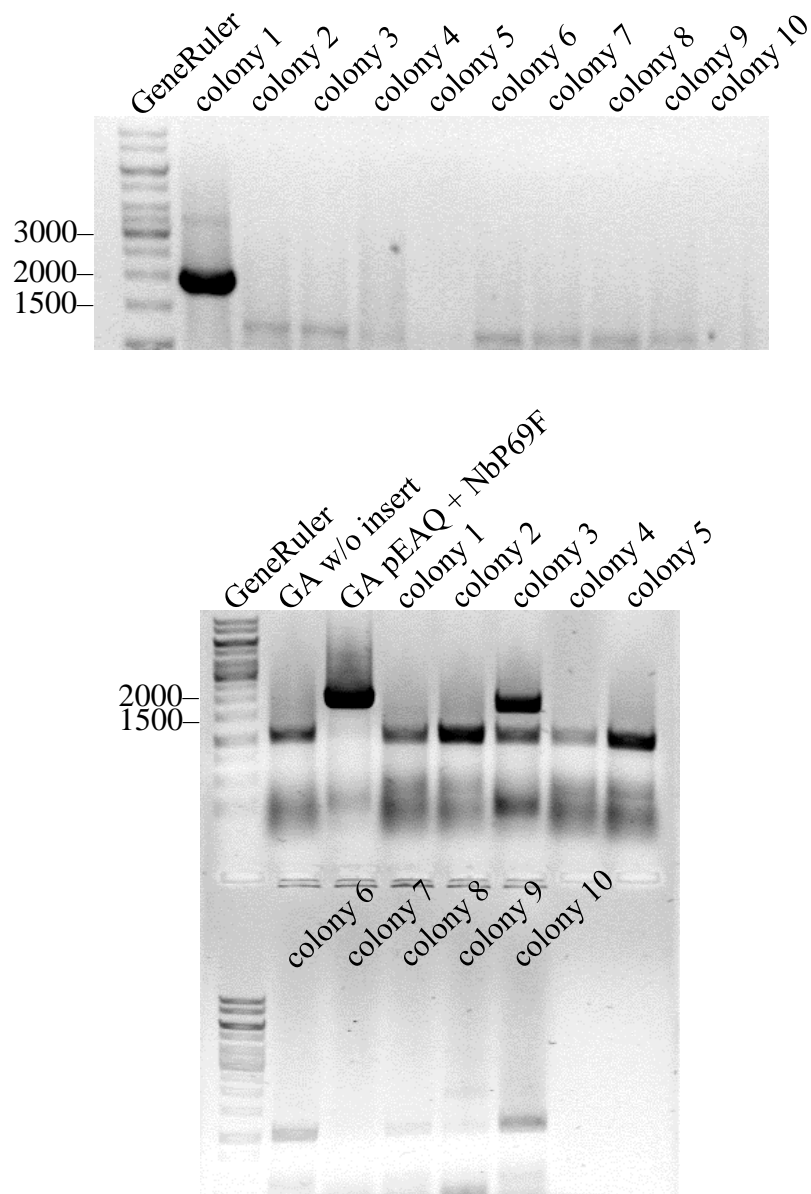 GeneRuler
colony 1
colony 2
colony 3
colony 4
colony 5
colony 6
colony 7
colony 8
colony 9
colony 10
3000
2000
1500
GeneRuler
GA w/o insert
GA pEAQ + NbP69F
colony 1
colony 2
colony 3
colony 4
colony 5
2000
1500
colony 6
colony 7
colony 8
colony 9
colony 10